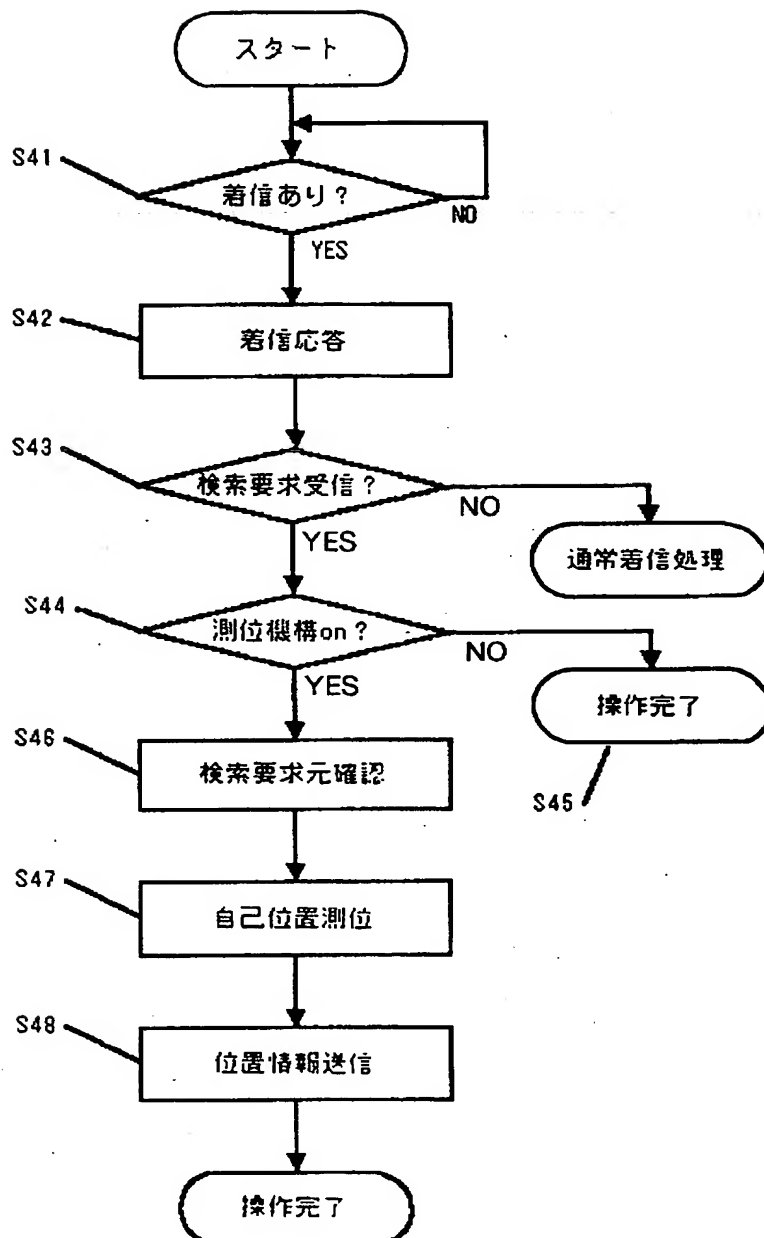 スタート
S41
着信あり？
NO
YES
S42
着信応答
S43
検索要求受信？
NO
YES
通常着信処理
S44
測位機構on？
NO
YES
操作完了
S45
S46
検索要求元確認
S47
自己位置測位
S48
位置情報送信
操作完了